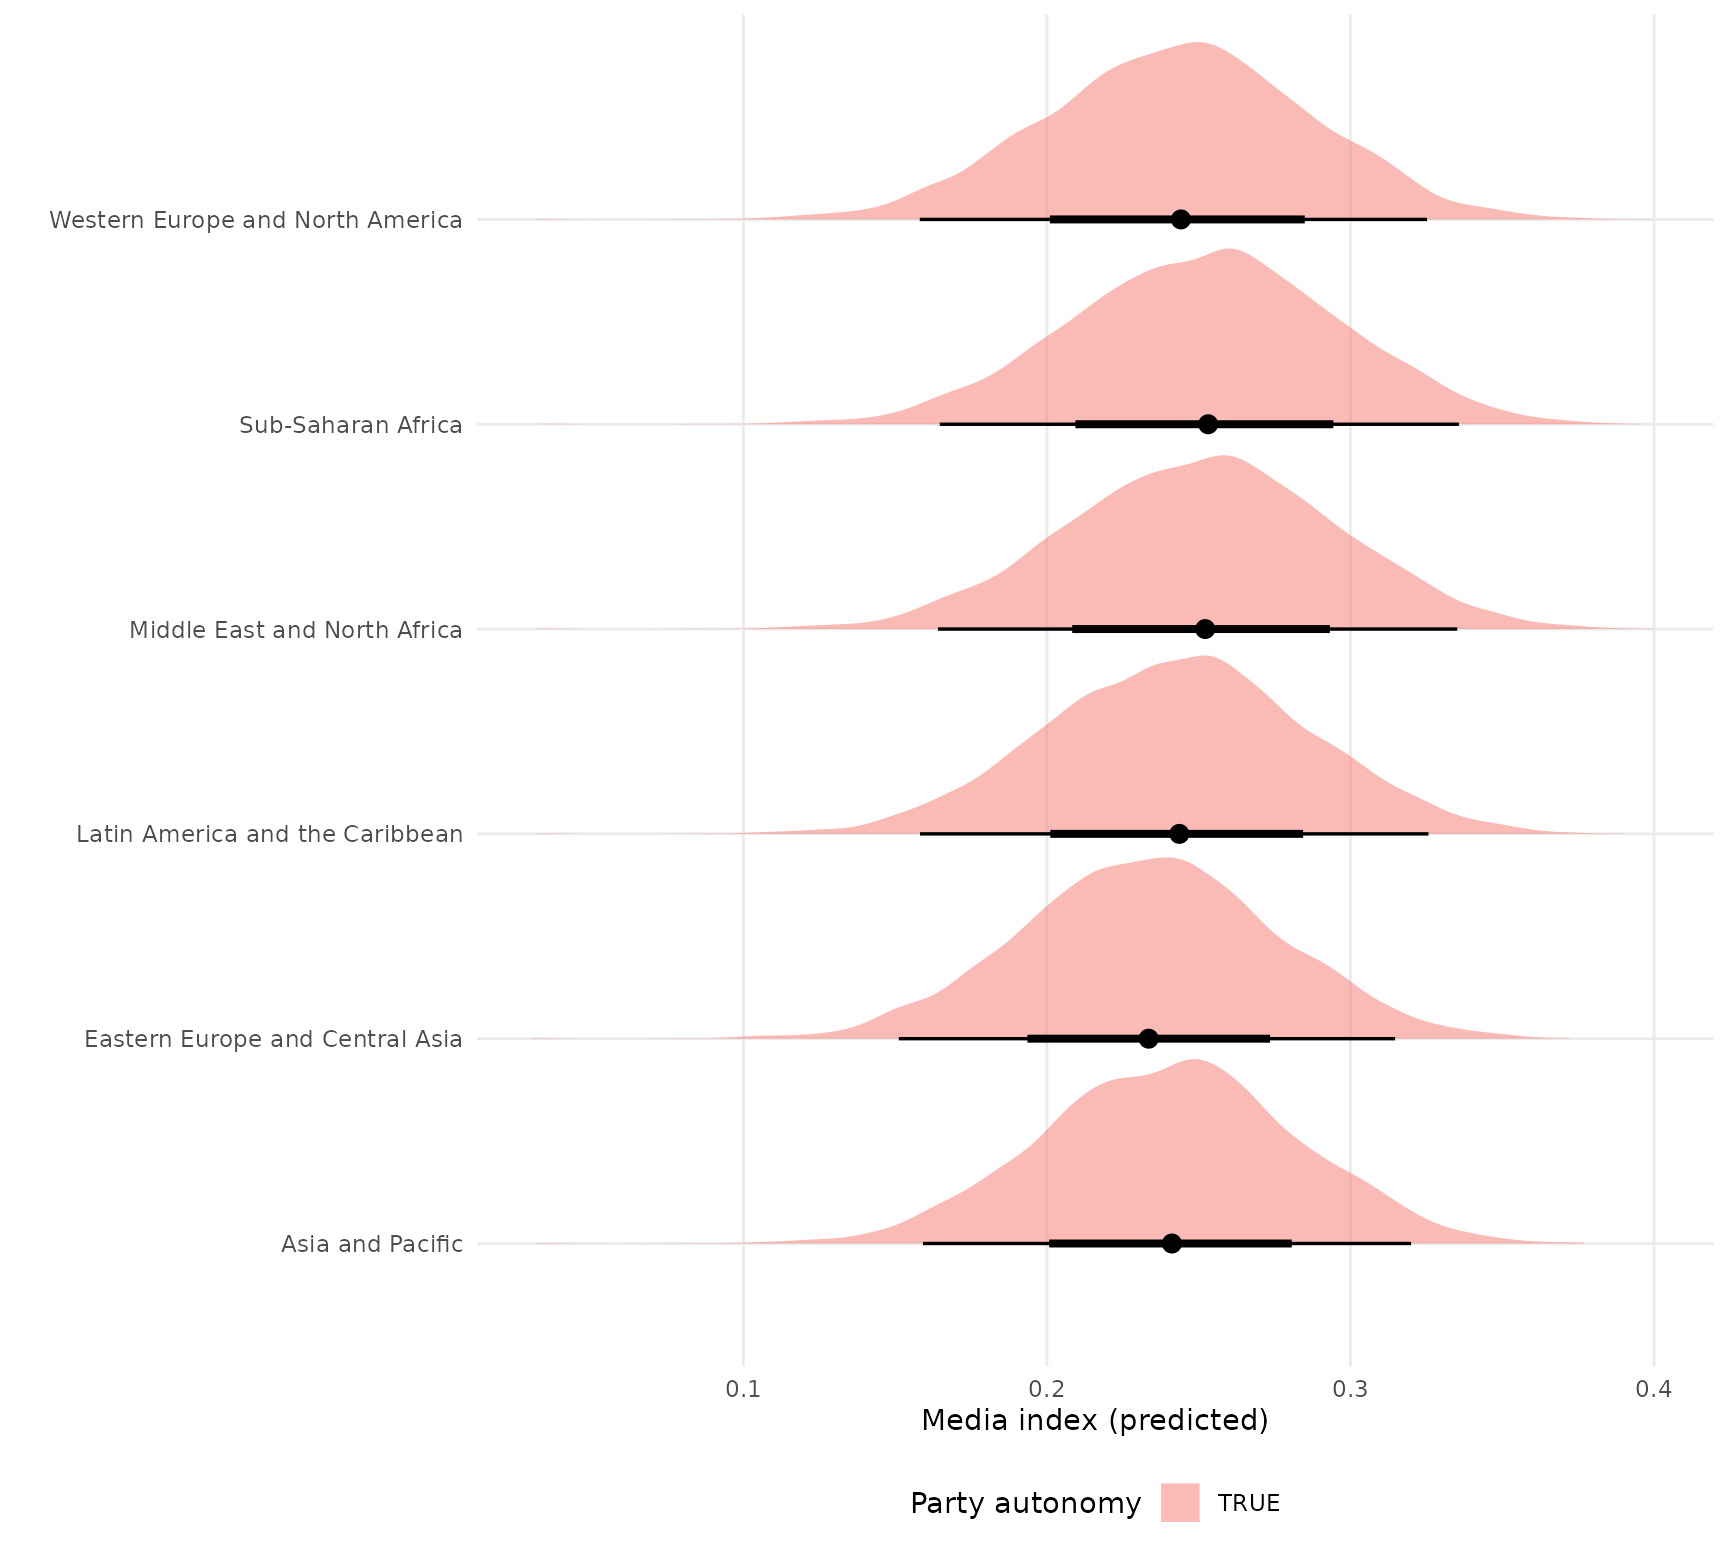 Western Europe and North America
Sub-Saharan Africa
Middle East and North Africa
Latin America and the Caribbean
Eastern Europe and Central Asia
Asia and Pacific
0.1 0.2 0.3 0.4
Media index (predicted)
Party autonomy TRUE